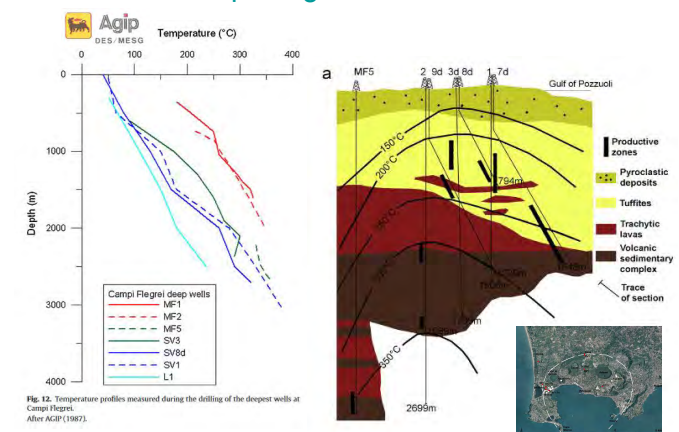 Agip
DES/MESG
Temperature (°C)
0 100 200 300 400
0
1000
2000
3000
4000
Depth (m)
Campi Flegrei deep wells
MF1
MF2
MF5
SV3
SV8d
SV1
L1
Fig. 12. Temperature profiles measured during the drilling of the deepest wells at
Campi Flegrei.
After AGIP (1987).
a
MF5 2 9d 3d 8d 1 7d
Gulf of Pozzuoli
150°C
200°C
350°C
794m
2699m
Productive
zones
Pyroclastic
deposits
Tuffites
Trachytic
lavas
Volcanic
sedimentary
complex
Trace
of section